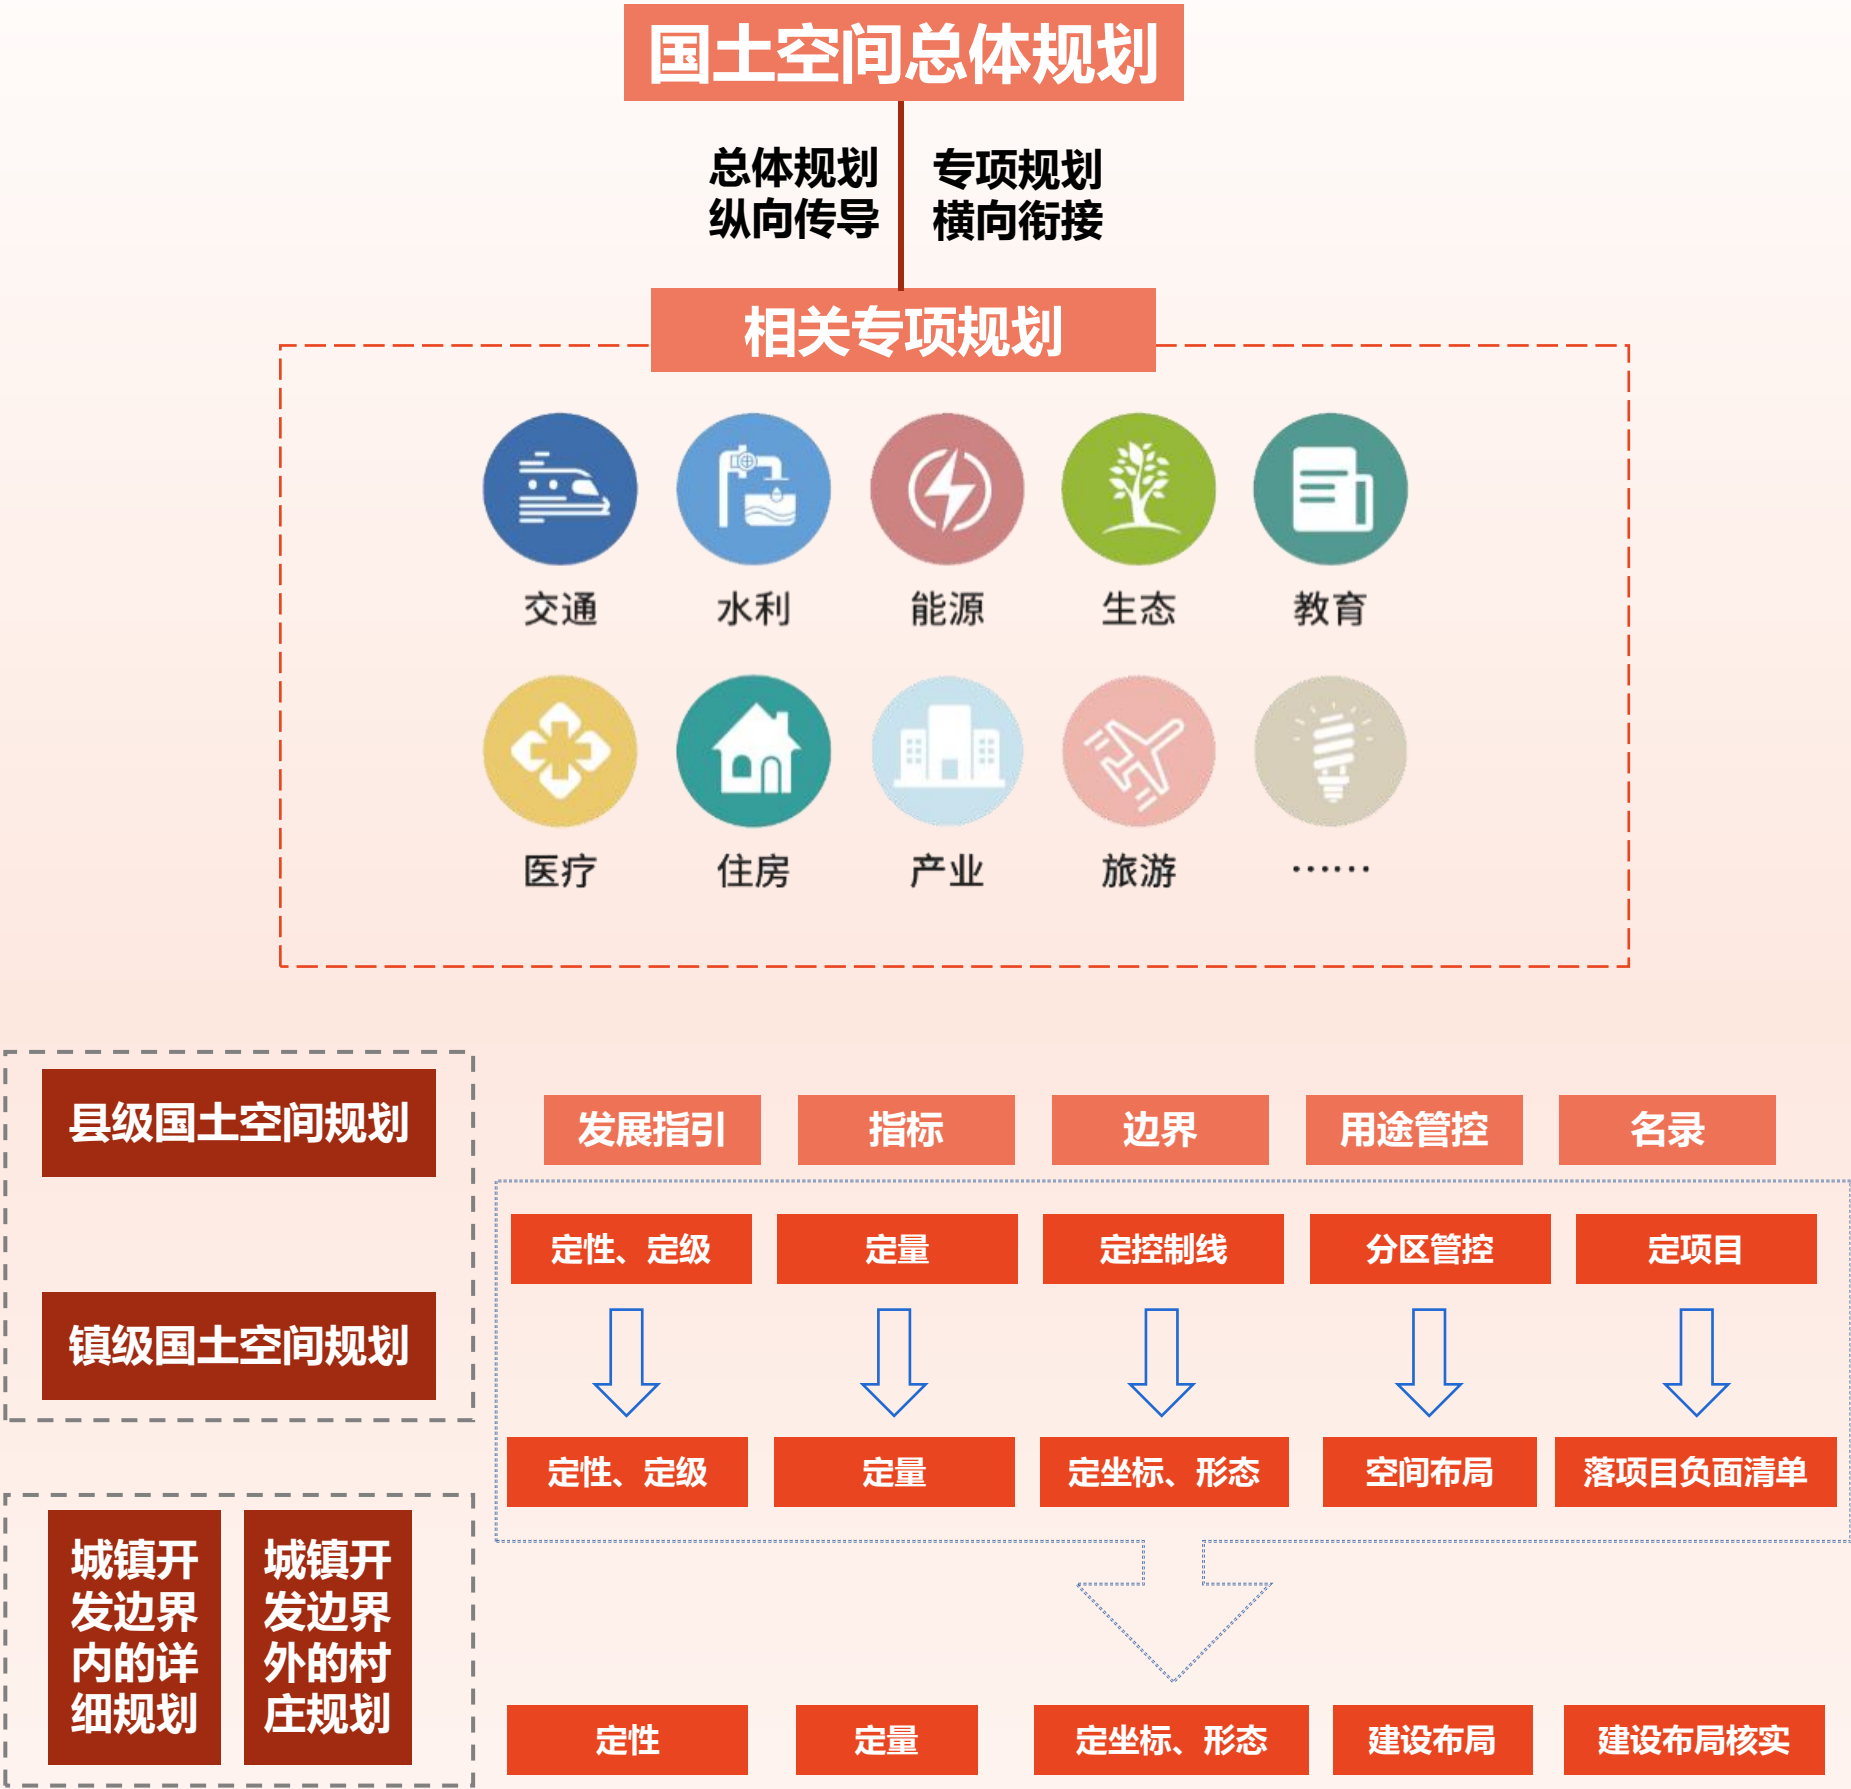 国土空间总体规划
总体规划
纵向传导
专项规划
横向衔接
相关专项规划
交通
水利
能源
生态
教育
医疗
住房
产业
旅游
……
县级国土空间规划
发展指引
指标
边界
用途管控
名录
定性、定级
定量
定控制线
分区管控
定项目
镇级国土空间规划
定性、定级
定量
定坐标、形态
空间布局
落项目负面清单
城镇开
发边界
内的详
细规划
城镇开
发边界
外的村
庄规划
定性
定量
定坐标、形态
建设布局
建设布局核实